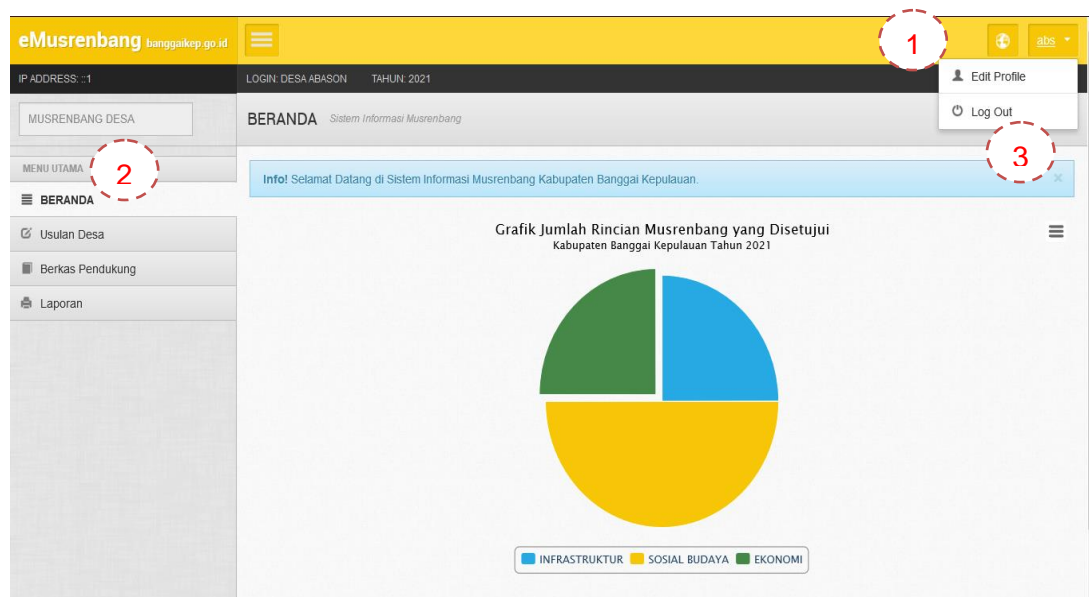 eMusrenbang banggaikep.go.id
1
abs
IP ADDRESS: ::1
LOGIN: DESA ABASON TAHUN: 2021
Edit Profile
Log Out
MUSRENBANG DESA
BERANDA Sistem Informasi Musrenbang
3
MENU UTAMA
2
Info! Selamat Datang di Sistem Informasi Musrenbang Kabupaten Banggai Kepulauan.
×
BERANDA
Usulan Desa
Berkas Pendukung
Laporan
Grafik Jumlah Rincian Musrenbang yang Disetujui
Kabupaten Banggai Kepulauan Tahun 2021
INFRASTRUKTUR SOSIAL BUDAYA EKONOMI